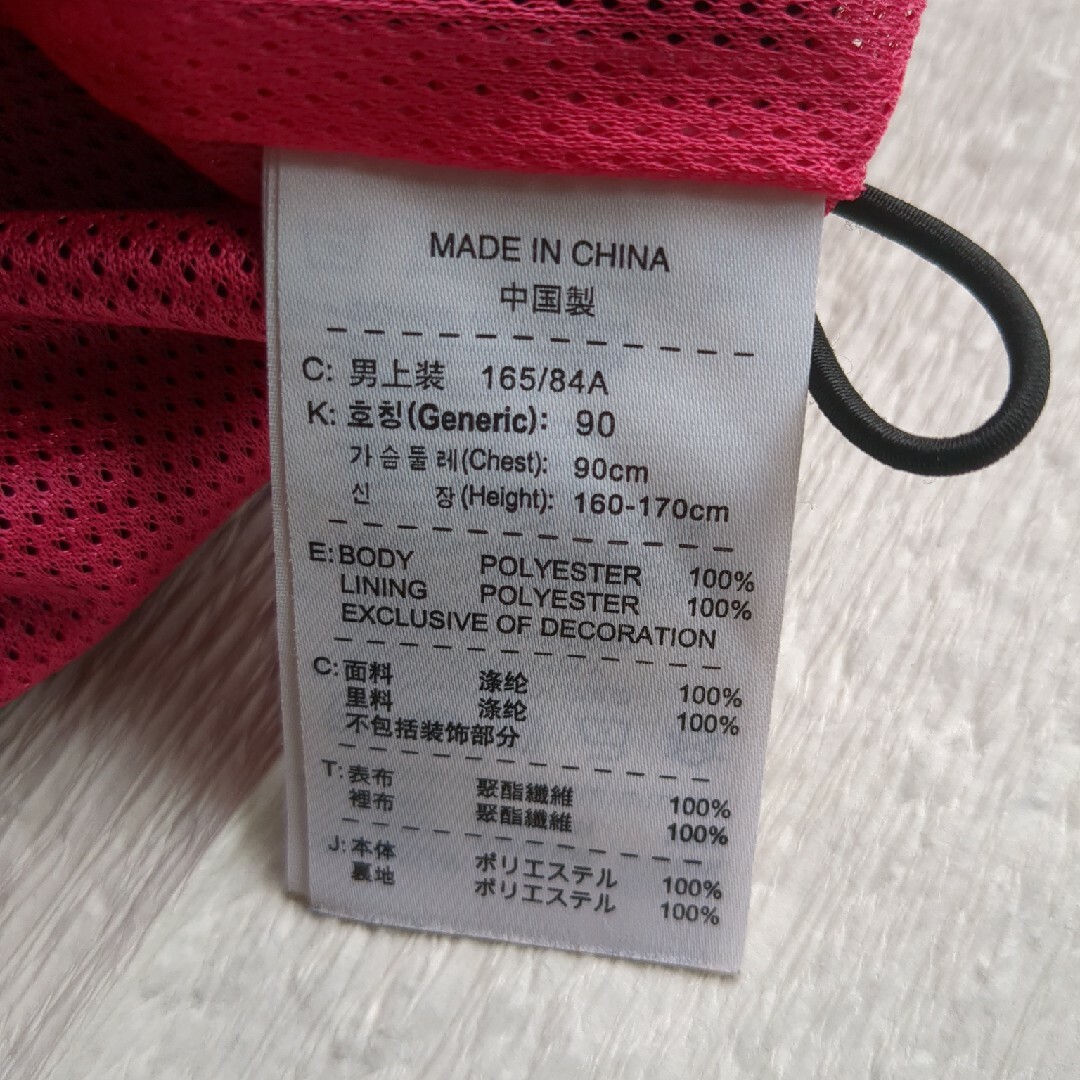 MADE IN CHINA
中国製
C: 男上装 165/84A
K: 호칭(Generic): 90
가슴둘레(Chest): 90cm
신 장(Height): 160-170cm
E: BODY POLYESTER 100%
LINING POLYESTER 100%
EXCLUSIVE OF DECORATION
C: 面料 涤纶 100%
里料 涤纶 100%
不包括装饰部分
T: 表布 聚酯纖維 100%
裡布 聚酯纖維 100%
J: 本体 ポリエステル 100%
裏地 ポリエステル 100%